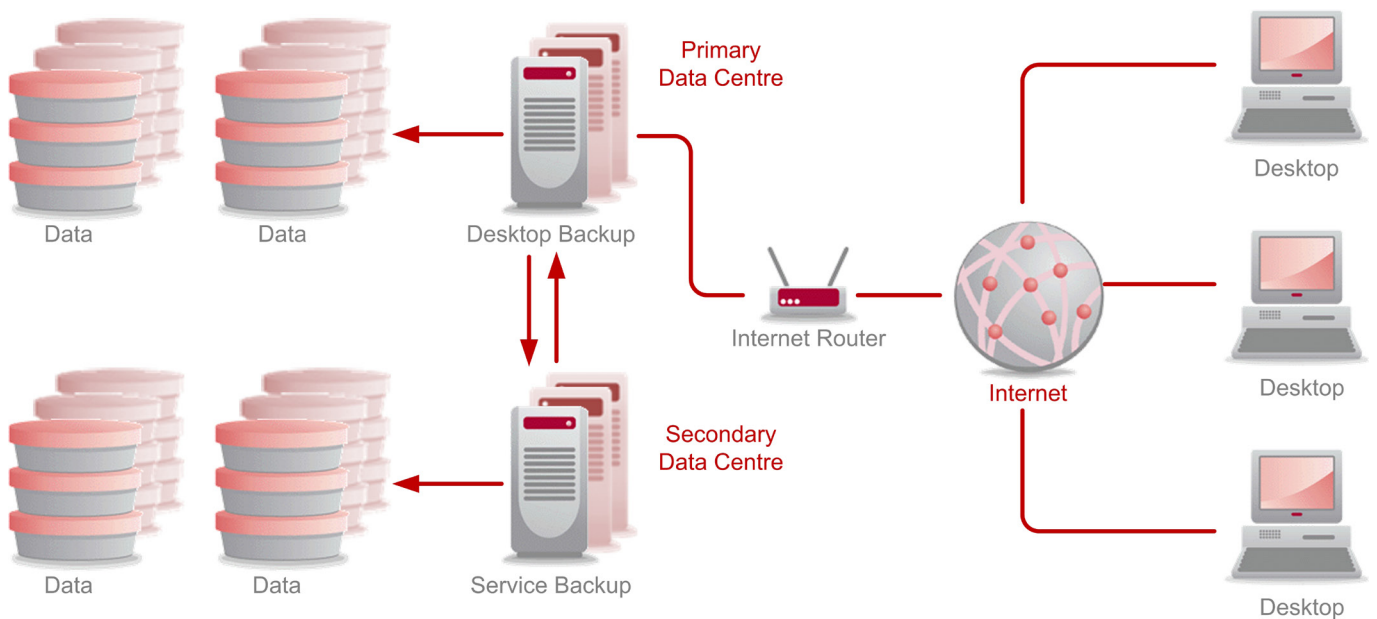 Primary
Data Centre
Desktop
Data
Data
Desktop Backup
Internet Router
Desktop
Internet
Secondary
Data Centre
Data
Data
Service Backup
Desktop